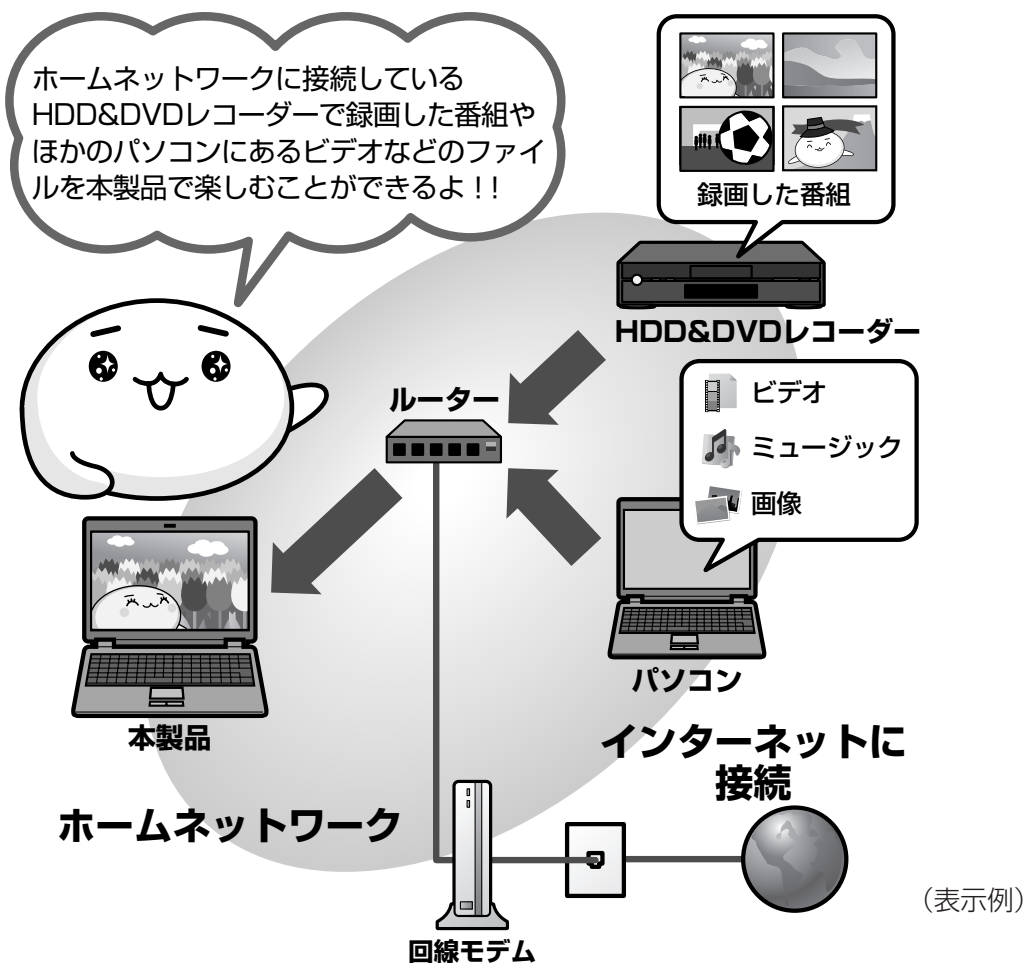 ホームネットワークに接続している
HDD&DVDレコーダーで録画した番組や
ほかのパソコンにあるビデオなどのファイ
ルを本製品で楽しむことができるよ！！
録画した番組
HDD&DVDレコーダー
ルーター
ビデオ
ミュージック
画像
パソコン
本製品
インターネットに
接続
ホームネットワーク
（表示例）
回線モデム